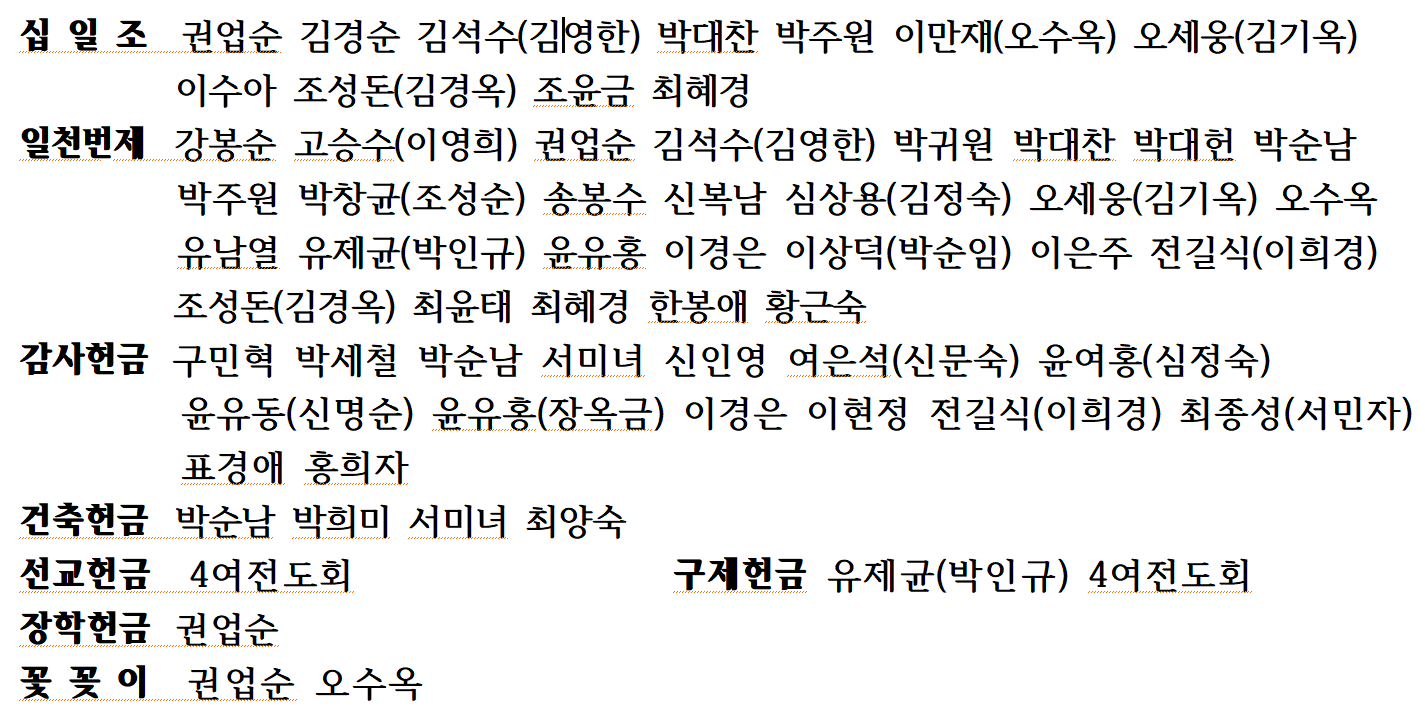 십 일 조 권업순 김경순 김석수(김영한) 박대찬 박주원 이만재(오수옥) 오세웅(김기옥)
이수아 조성돈(김경옥) 조윤금 최혜경
일천번제 강봉순 고승수(이영희) 권업순 김석수(김영한) 박귀원 박대찬 박대헌 박순남
박주원 박창균(조성순) 송봉수 신복남 심상용(김정숙) 오세웅(김기옥) 오수옥
유남열 유제균(박인규) 윤유홍 이경은 이상덕(박순임) 이은주 전길식(이희경)
조성돈(김경옥) 최윤태 최혜경 한봉애 황근숙
감사헌금 구민혁 박세철 박순남 서미녀 신인영 여은석(신문숙) 윤여홍(심정숙)
윤유동(신명순) 윤유홍(장옥금) 이경은 이현정 전길식(이희경) 최종성(서민자)
표경애 홍희자
건축헌금 박순남 박희미 서미녀 최양숙
선교헌금 4여전도회 구제헌금 유제균(박인규) 4여전도회
장학헌금 권업순
꽃 꽂 이 권업순 오수옥